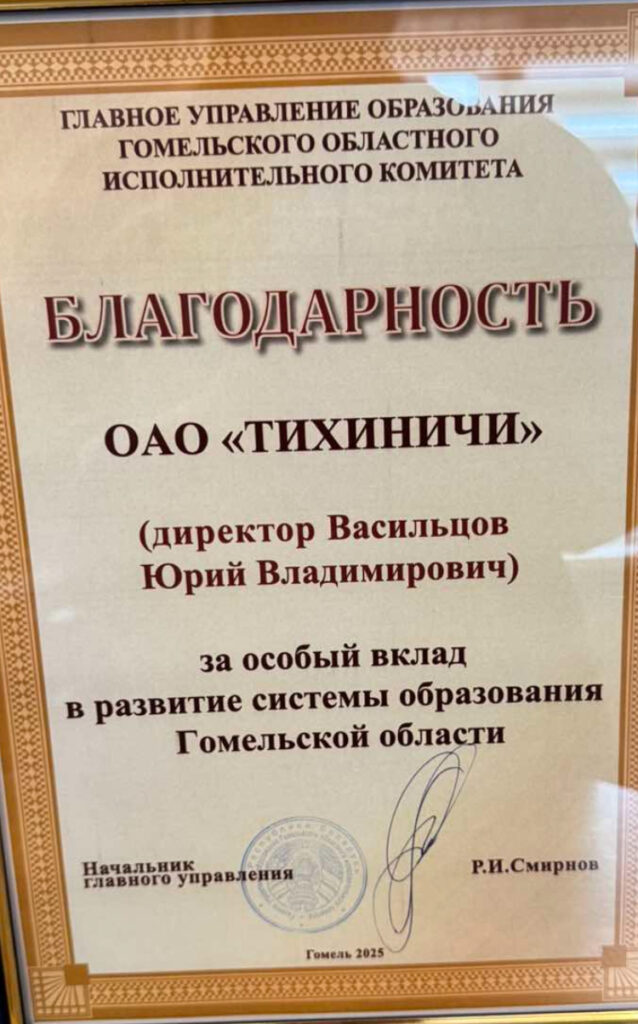 ГЛАВНОЕ УПРАВЛЕНИЕ ОБРАЗОВАНИЯ
ГОМЕЛЬСКОГО ОБЛАСТНОГО
ИСПОЛНИТЕЛЬНОГО КОМИТЕТА
БЛАГОДАРНОСТЬ
ОАО «ТИХИНИЧИ»
(директор Васильцов
Юрий Владимирович)
за особый вклад
в развитие системы образования
Гомельской области
Начальник
главного управления
Р.И.Смирнов
Гомель 2025